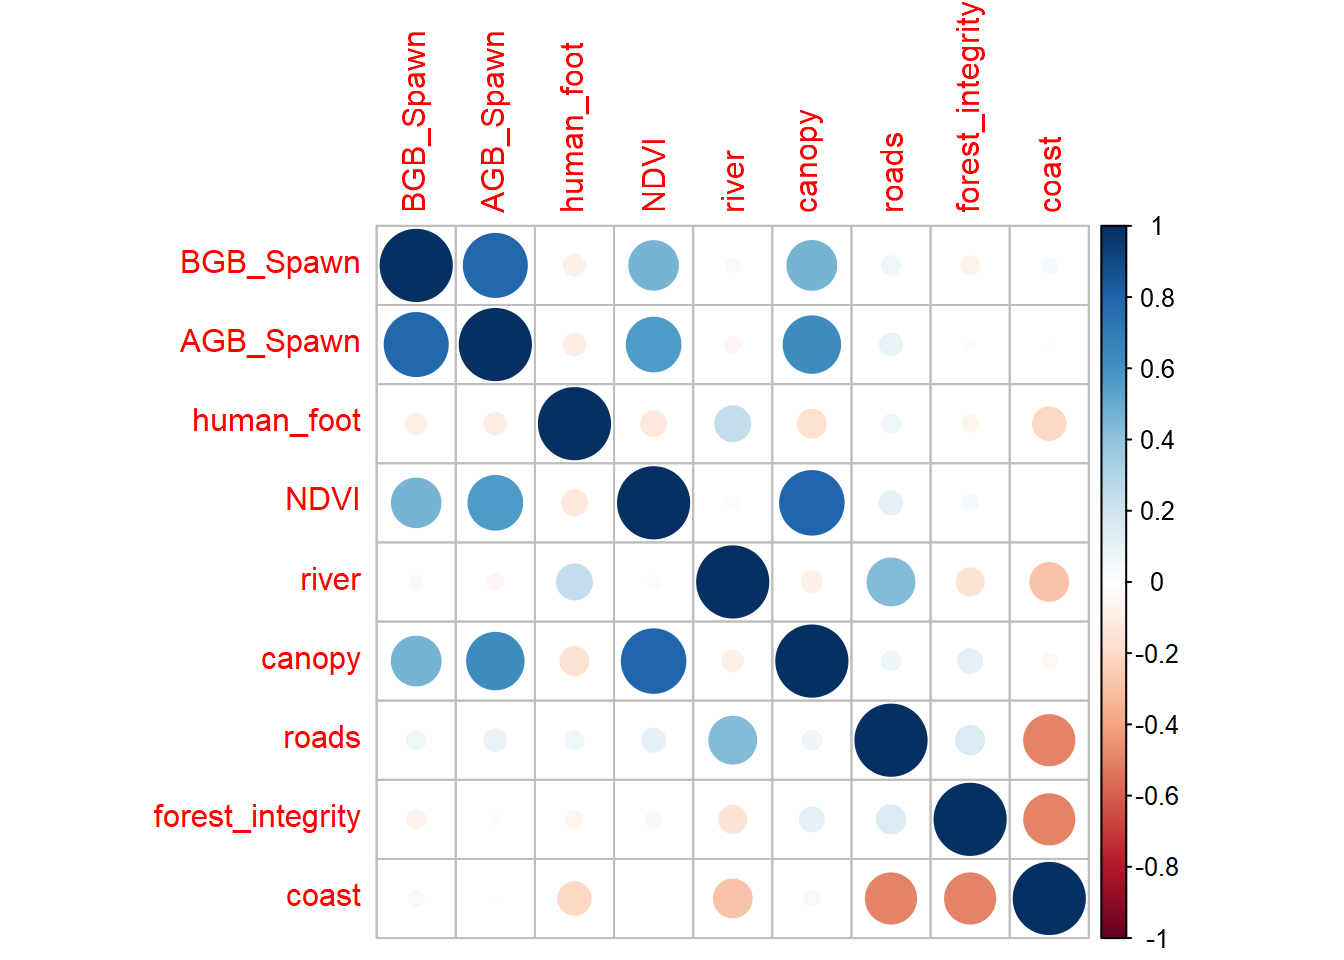 BGB_Spawn
AGB_Spawn
human_foot
NDVI
river
canopy
roads
forest_integrity
coast
BGB_Spawn
AGB_Spawn
human_foot
NDVI
river
canopy
roads
forest_integrity
coast
1
0.8
0.6
0.4
0.2
0
-0.2
-0.4
-0.6
-0.8
-1